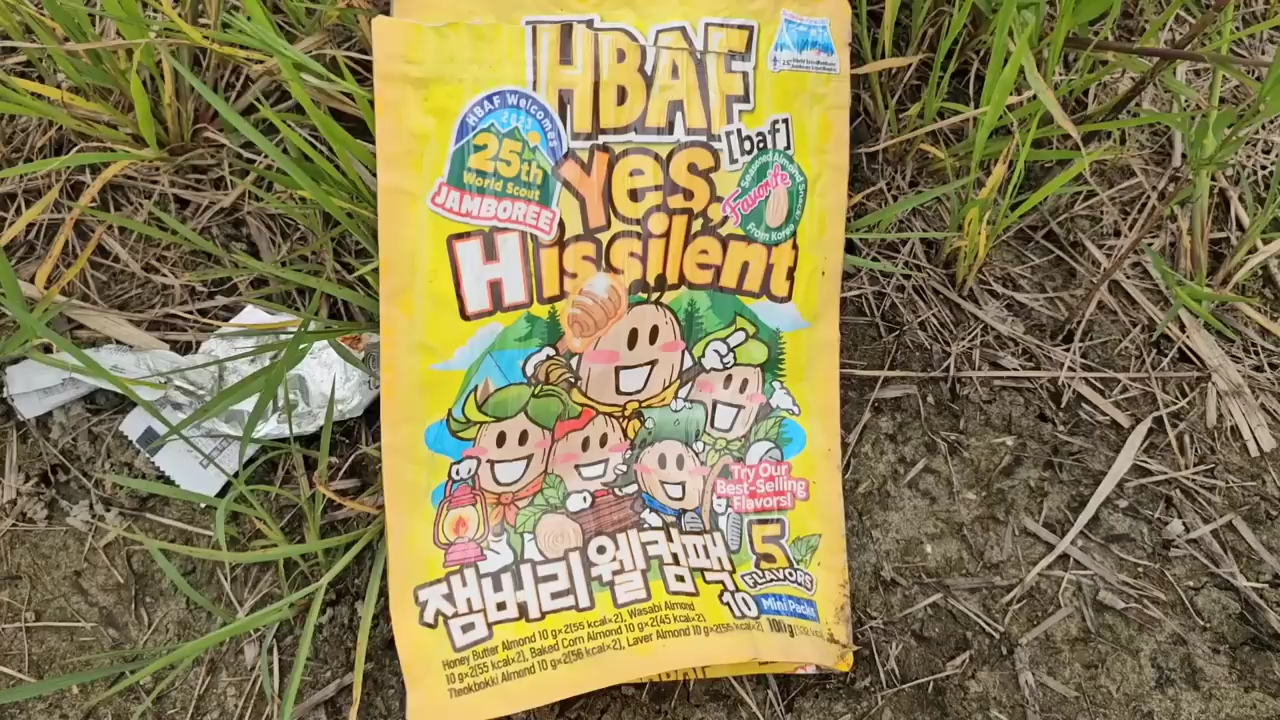 HBAF
[baf]
HBAF Welcomes
2023
25th
World Scout
JAMBOREE
Yes,
H is silent
Favorite
Seasoned Almond Snack
From Korea
Try Our
Best-Selling
Flavors!
5
FLAVORS
잼버리 웰컴팩
10 Mini Packs
100 g
Honey Butter Almond 10 g×2(55 kcal×2), Wasabi Almond
10 g×2(55 kcal×2), Baked Corn Almond 10 g×2(45 kcal×2)
Tteokbokki Almond 10 g×2(56 kcal×2), Laver Almond 10 g×2(55 kcal×2)